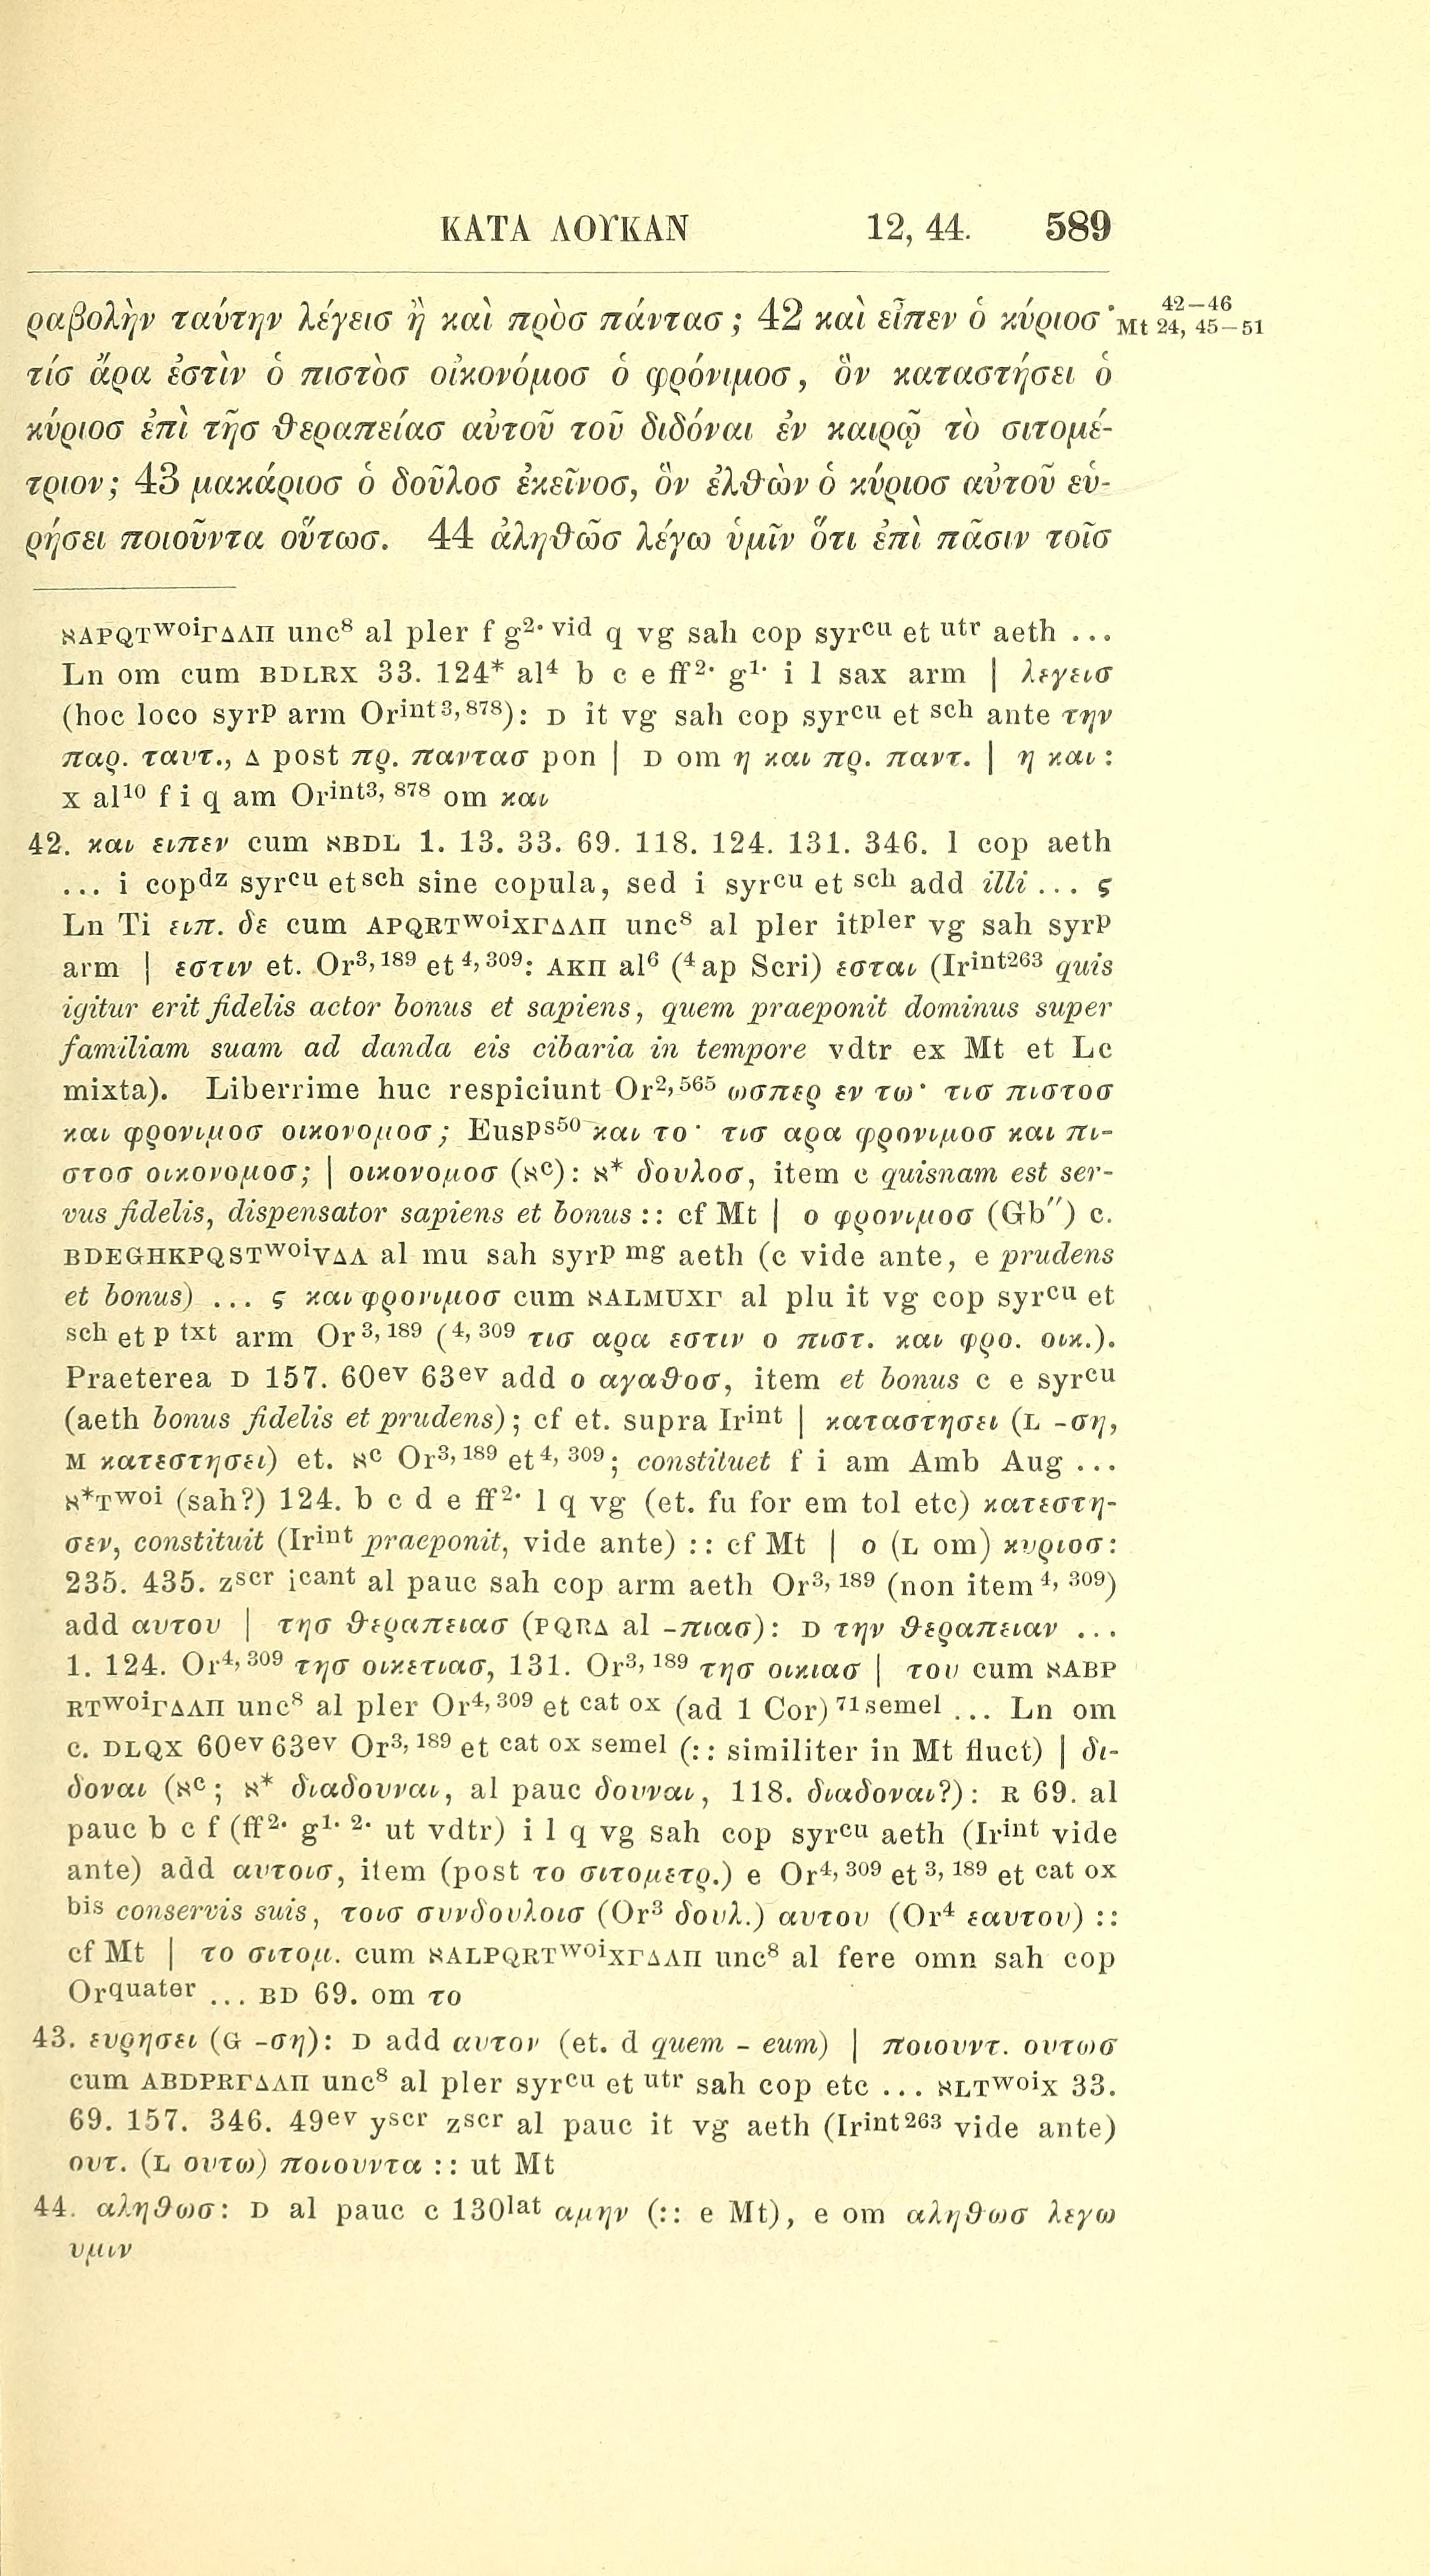 ΚΑΤΑ ΛΟΥΚΑΝ 12, 44. 589
ραβολὴν ταύτην λέγεισ ἢ καὶ πρὸσ πάντασ; 42 καὶ εἶπεν ὁ κύριοσ·
42—46
Mt 24, 45—51
τίσ ἄρα ἐστὶν ὁ πιστὸσ οἰκονόμοσ ὁ φρόνιμοσ, ὃν καταστήσει ὁ
κύριοσ ἐπὶ τῆσ θεραπείασ αὐτοῦ τοῦ διδόναι ἐν καιρῷ τὸ σιτομέ-
τριον; 43 μακάριοσ ὁ δοῦλοσ ἐκεῖνοσ, ὃν ἐλθὼν ὁ κύριοσ αὐτοῦ εὑ-
ρήσει ποιοῦντα οὕτωσ. 44 ἀληθῶσ λέγω ὑμῖν ὅτι ἐπὶ πᾶσιν τοῖσ
ℵAPQTʷᵒⁱΓΔΛΠ unc⁸ al pler f g²· ᵛⁱᵈ q vg sah cop syrᶜᵘ et ᵘᵗʳ aeth ...
Ln om cum BDLRX 33. 124* al⁴ b c e ff²· g¹· i l sax arm | λεγεισ
(hoc loco syrᵖ arm Orⁱⁿᵗ ³,⁸⁷⁸): D it vg sah cop syrᶜᵘ et ˢᶜʰ ante την
παρ. ταυτ., Δ post πρ. παντασ pon | D om η και πρ. παντ. | η και:
X al¹⁰ f i q am Orⁱⁿᵗ³, ⁸⁷⁸ om και
42. και ειπεν cum ℵBDL 1. 13. 33. 69. 118. 124. 131. 346. l cop aeth
... i copᵈᶻ syrᶜᵘ et ˢᶜʰ sine copula, sed i syrᶜᵘ et ˢᶜʰ add illi ... ς
Ln Ti ειπ. δε cum APQRTʷᵒⁱXΓΔΛΠ unc⁸ al pler itᵖˡᵉʳ vg sah syrᵖ
arm | εστιν et. Or³,¹⁸⁹ et ⁴,³⁰⁹: AKΠ al⁶ (⁴ ap Scri) εσται (Irⁱⁿᵗ²⁶³ quis
igitur erit fidelis actor bonus et sapiens, quem praeponit dominus super
familiam suam ad danda eis cibaria in tempore vdtr ex Mt et Lc
mixta). Liberrime huc respiciunt Or²,⁵⁶⁵ ωσπερ εν τω· τισ πιστοσ
και φρονιμοσ οικονομοσ; Eusᵖˢ⁵⁰ και το· τισ αρα φρονιμοσ και πι-
στοσ οικονομοσ; | οικονομοσ (ℵᶜ): ℵ* δουλοσ, item c quisnam est ser-
vus fidelis, dispensator sapiens et bonus :: cf Mt | ο φρονιμοσ (Gb″) c.
BDEGHKPQSTʷᵒⁱVΔΛ al mu sah syrᵖ ᵐᵍ aeth (c vide ante, e prudens
et bonus) ... ς και φρονιμοσ cum ℵALMUXΓ al plu it vg cop syrᶜᵘ et
ˢᶜʰ et ᵖ ᵗˣᵗ arm Or³,¹⁸⁹ (⁴,³⁰⁹ τισ αρα εστιν ο πιστ. και φρο. οικ.).
Praeterea D 157. 60ᵉᵛ 63ᵉᵛ add ο αγαθοσ, item et bonus c e syrᶜᵘ
(aeth bonus fidelis et prudens); cf et. supra Irⁱⁿᵗ | καταστησει (L -ση,
M κατεστησει) et. ℵᶜ Or³,¹⁸⁹ et ⁴,³⁰⁹; constituet f i am Amb Aug ...
ℵ*Tʷᵒⁱ (sah?) 124. b c d e ff²· l q vg (et. fu for em tol etc) κατεστη-
σεν, constituit (Irⁱⁿᵗ praeponit, vide ante) :: cf Mt | ο (L om) κυριοσ:
235. 435. zˢᶜʳ iᶜᵃⁿᵗ al pauc sah cop arm aeth Or³,¹⁸⁹ (non item ⁴,³⁰⁹)
add αυτου | τησ θεραπειασ (PQRΔ al -πιασ): D την θεραπειαν ...
1. 124. Or⁴,³⁰⁹ τησ οικετιασ, 131. Or³,¹⁸⁹ τησ οικιασ | του cum ℵABP
RTʷᵒⁱΓΔΛΠ unc⁸ al pler Or⁴,³⁰⁹ et ᶜᵃᵗ ᵒˣ (ad 1 Cor) ⁷¹ ˢᵉᵐᵉˡ ... Ln om
c. DLQX 60ᵉᵛ 63ᵉᵛ Or³,¹⁸⁹ et ᶜᵃᵗ ᵒˣ ˢᵉᵐᵉˡ (:: similiter in Mt fluct) | δι-
δοναι (ℵᶜ; ℵ* διαδουναι, al pauc δουναι, 118. διαδοναι?): R 69. al
pauc b c f (ff²· g¹· ²· ut vdtr) i l q vg sah cop syrᶜᵘ aeth (Irⁱⁿᵗ vide
ante) add αυτοισ, item (post το σιτομετρ.) e Or⁴,³⁰⁹ et ³,¹⁸⁹ et ᶜᵃᵗ ᵒˣ
ᵇⁱˢ conservis suis, τοισ συνδουλοισ (Or³ δουλ.) αυτου (Or⁴ εαυτου) ::
cf Mt | το σιτομ. cum ℵALPQRTʷᵒⁱXΓΔΛΠ unc⁸ al fere omn sah cop
Orquater ... BD 69. om το
43. ευρησει (G -ση): D add αυτον (et. d quem - eum) | ποιουντ. ουτωσ
cum ABDPRΓΔΛΠ unc⁸ al pler syrᶜᵘ et ᵘᵗʳ sah cop etc ... ℵLTʷᵒⁱX 33.
69. 157. 346. 49ᵉᵛ yˢᶜʳ zˢᶜʳ al pauc it vg aeth (Irⁱⁿᵗ²⁶³ vide ante)
ουτ. (L ουτω) ποιουντα :: ut Mt
44. αληθωσ: D al pauc c 130ˡᵃᵗ αμην (:: e Mt), e om αληθωσ λεγω
υμιν